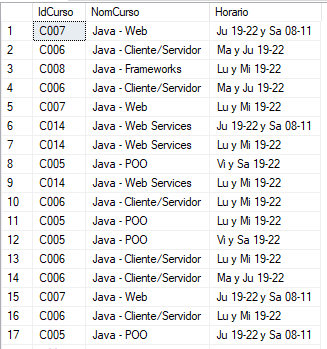 IdCurso NomCurso Horario
1 C007 Java - Web Ju 19-22 y Sa 08-11
2 C006 Java - Cliente/Servidor Ma y Ju 19-22
3 C008 Java - Frameworks Lu y Mi 19-22
4 C006 Java - Cliente/Servidor Ma y Ju 19-22
5 C007 Java - Web Lu y Mi 19-22
6 C014 Java - Web Services Ju 19-22 y Sa 08-11
7 C014 Java - Web Services Lu y Mi 19-22
8 C005 Java - POO Vi y Sa 19-22
9 C014 Java - Web Services Lu y Mi 19-22
10 C006 Java - Cliente/Servidor Lu y Mi 19-22
11 C005 Java - POO Lu y Mi 19-22
12 C005 Java - POO Vi y Sa 19-22
13 C006 Java - Cliente/Servidor Lu y Mi 19-22
14 C006 Java - Cliente/Servidor Ma y Ju 19-22
15 C007 Java - Web Ju 19-22 y Sa 08-11
16 C006 Java - Cliente/Servidor Lu y Mi 19-22
17 C005 Java - POO Ju 19-22 y Sa 08-11